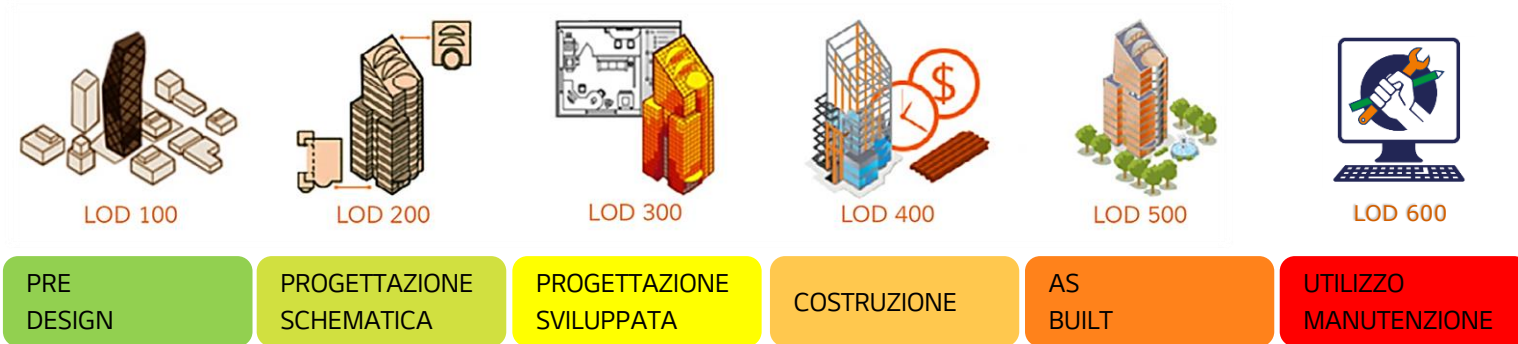 $
LOD 100
LOD 200
LOD 300
LOD 400
LOD 500
LOD 600
PRE
DESIGN
PROGETTAZIONE
SCHEMATICA
PROGETTAZIONE
SVILUPPATA
COSTRUZIONE
AS
BUILT
UTILIZZO
MANUTENZIONE